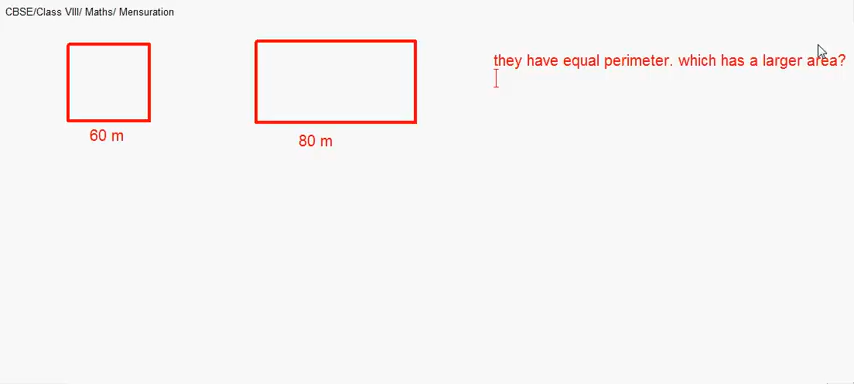 CBSE/Class VIII/ Maths/ Mensuration
they have equal perimeter. which has a larger area?
60 m
80 m